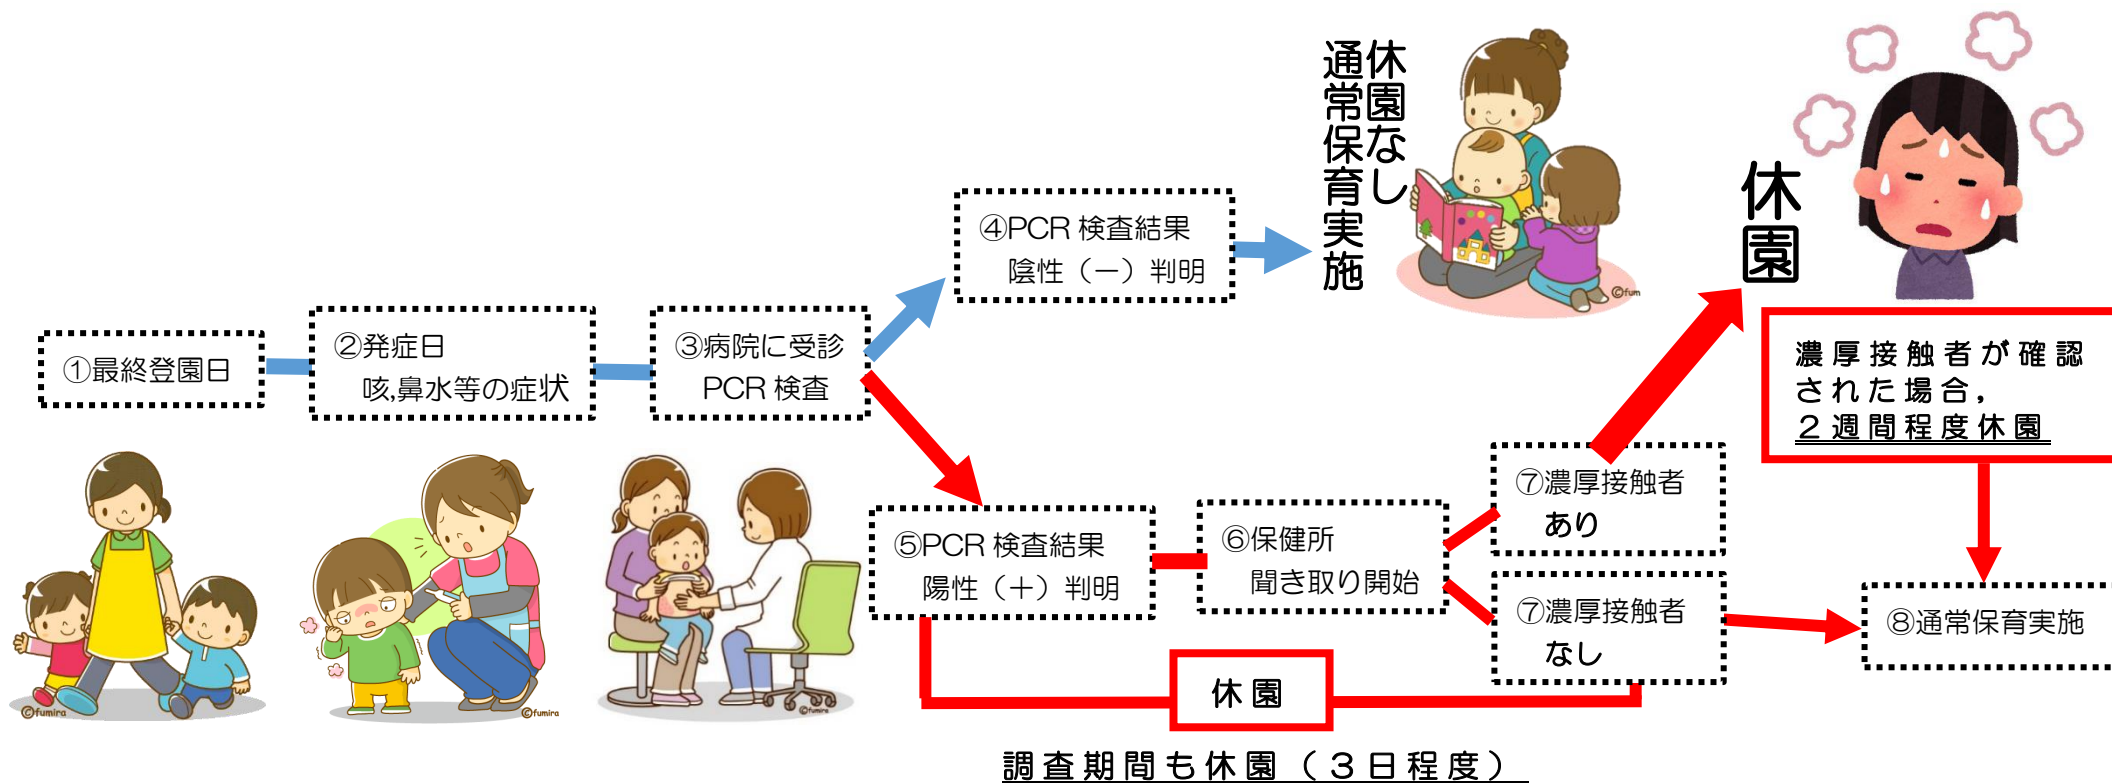 ①最終登園日
②発症日
咳,鼻水等の症状
③病院に受診
PCR 検査
④PCR 検査結果
陰性（－）判明
休園なし
通常保育実施
⑤PCR 検査結果
陽性（＋）判明
⑥保健所
聞き取り開始
⑦濃厚接触者
あり
⑦濃厚接触者
なし
休園
濃厚接触者が確認
された場合,
２週間程度休園
⑧通常保育実施
休園
調査期間も休園（３日程度）
©fumira
©fumira
©fumira
©fum